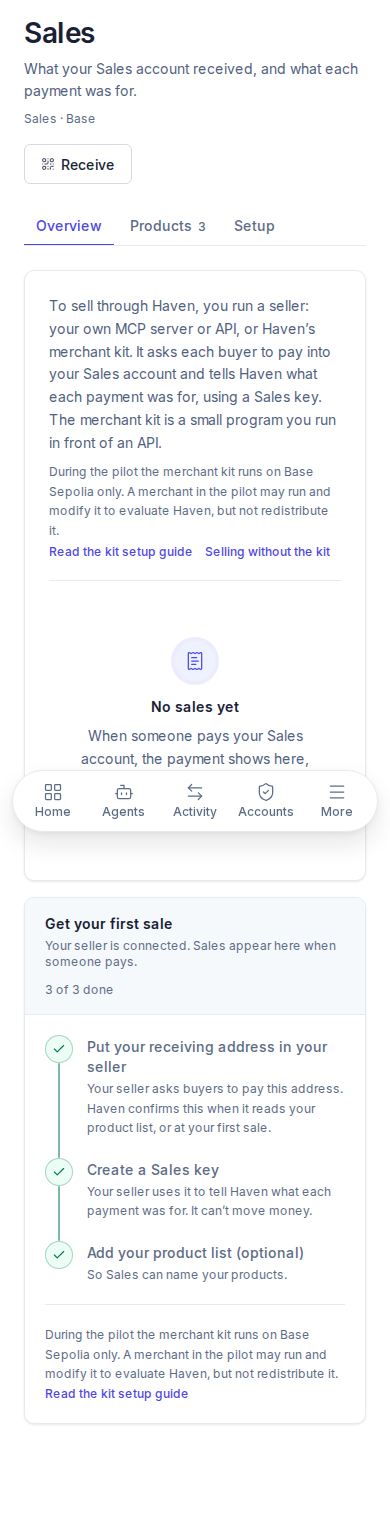 Sales
What your Sales account received, and what each
payment was for.
Sales · Base
Receive
Overview Products 3 Setup
To sell through Haven, you run a seller:
your own MCP server or API, or Haven’s
merchant kit. It asks each buyer to pay into
your Sales account and tells Haven what
each payment was for, using a Sales key.
The merchant kit is a small program you run
in front of an API.
During the pilot the merchant kit runs on Base
Sepolia only. A merchant in the pilot may run and
modify it to evaluate Haven, but not redistribute
it.
Read the kit setup guide Selling without the kit
No sales yet
When someone pays your Sales
account, the payment shows here,
Home Agents Activity Accounts More
Get your first sale
Your seller is connected. Sales appear here when
someone pays.
3 of 3 done
Put your receiving address in your
seller
Your seller asks buyers to pay this address.
Haven confirms this when it reads your
product list, or at your first sale.
Create a Sales key
Your seller uses it to tell Haven what each
payment was for. It can’t move money.
Add your product list (optional)
So Sales can name your products.
During the pilot the merchant kit runs on Base
Sepolia only. A merchant in the pilot may run and
modify it to evaluate Haven, but not redistribute it.
Read the kit setup guide